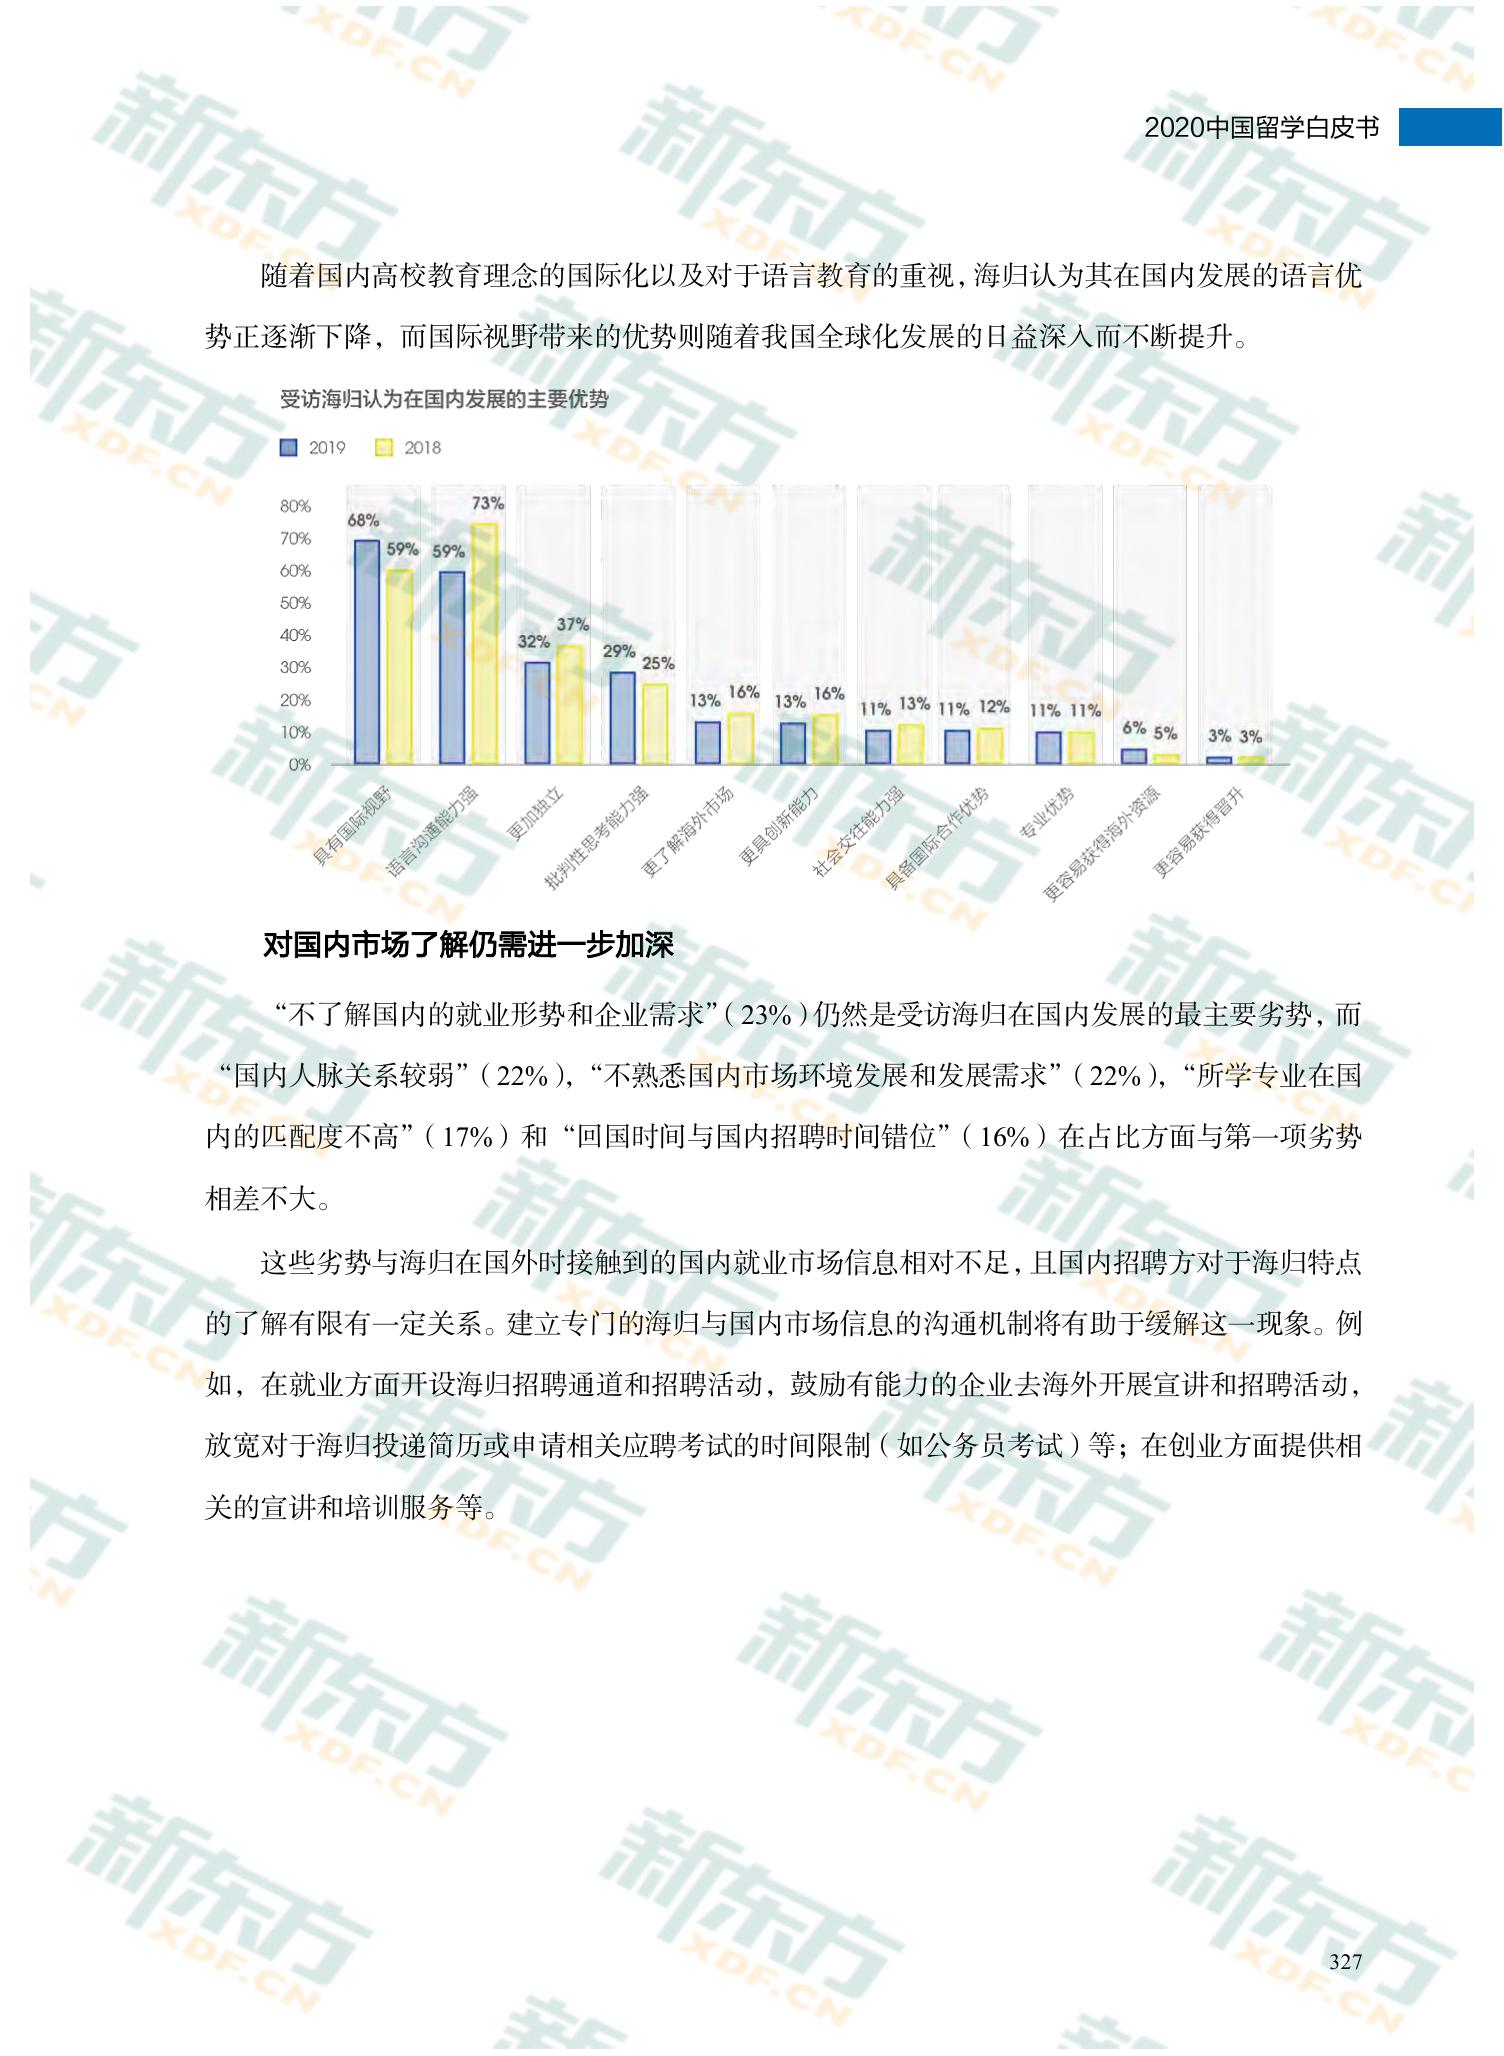 2020中国留学白皮书
随着国内高校教育理念的国际化以及对于语言教育的重视，海归认为其在国内发展的语言优
势正逐渐下降，而国际视野带来的优势则随着我国全球化发展的日益深入而不断提升。
受访海归认为在国内发展的主要优势
2019 2018
80%
70%
60%
50%
40%
30%
20%
10%
0%
68% 59% 59% 73% 32% 37% 29% 25% 13% 16% 13% 16% 11% 13% 11% 12% 11% 11% 6% 5% 3% 3%
具有国际视野
语言沟通能力强
更加独立
批判性思考能力强
更了解海外市场
更具创新能力
社会交往能力强
具备国际合作优势
专业优势
更容易获得海外资源
更容易获得晋升
对国内市场了解仍需进一步加深
“不了解国内的就业形势和企业需求”（23%）仍然是受访海归在国内发展的最主要劣势，而
“国内人脉关系较弱”（22%），“不熟悉国内市场环境发展和发展需求”（22%），“所学专业在国
内的匹配度不高”（17%）和“回国时间与国内招聘时间错位”（16%）在占比方面与第一项劣势
相差不大。
这些劣势与海归在国外时接触到的国内就业市场信息相对不足，且国内招聘方对于海归特点
的了解有限有一定关系。建立专门的海归与国内市场信息的沟通机制将有助于缓解这一现象。例
如，在就业方面开设海归招聘通道和招聘活动，鼓励有能力的企业去海外开展宣讲和招聘活动，
放宽对于海归投递简历或申请相关应聘考试的时间限制（如公务员考试）等；在创业方面提供相
关的宣讲和培训服务等。
327
新东方
XDF.CN